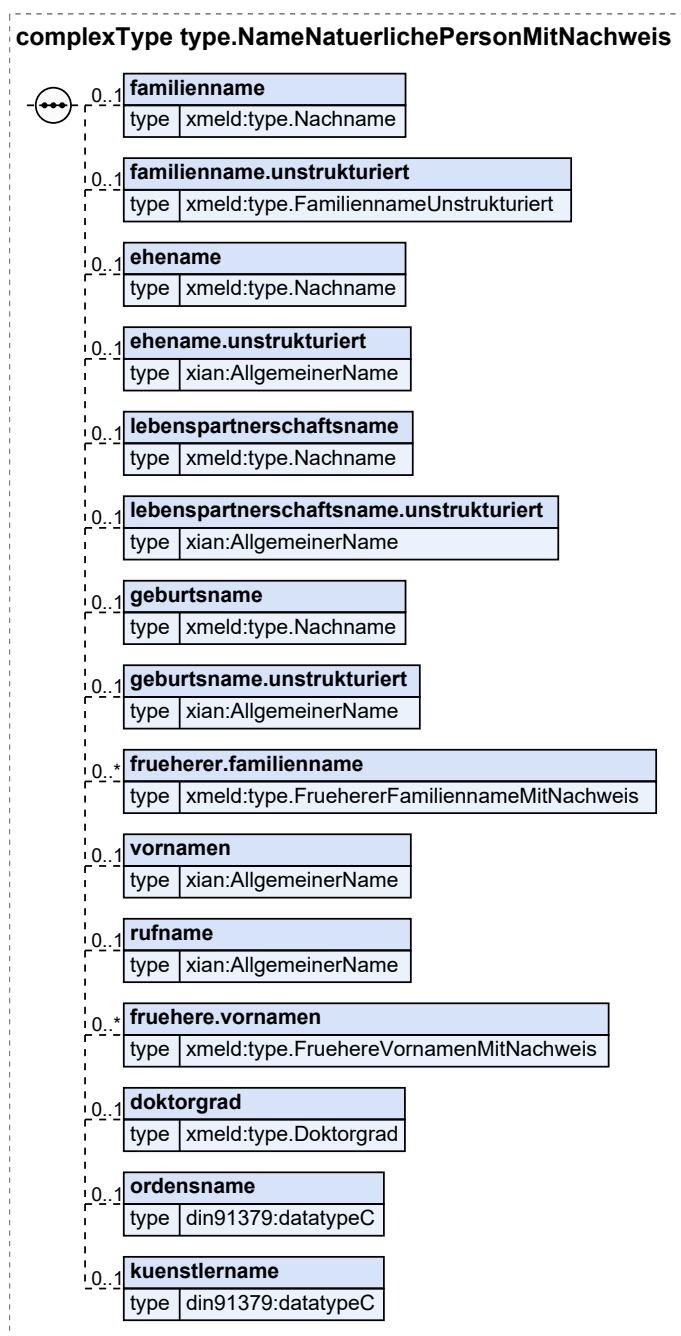 complexType type.NameNatuerlichePersonMitNachweis
0..1 familienname
type xmeld:type.Nachname
0..1 familienname.unstrukturiert
type xmeld:type.FamiliennameUnstrukturiert
0..1 ehename
type xmeld:type.Nachname
0..1 ehename.unstrukturiert
type xian:AllgemeinerName
0..1 lebenspartnerschaftsname
type xmeld:type.Nachname
0..1 lebenspartnerschaftsname.unstrukturiert
type xian:AllgemeinerName
0..1 geburtsname
type xmeld:type.Nachname
0..1 geburtsname.unstrukturiert
type xian:AllgemeinerName
0..* frueherer.familienname
type xmeld:type.FruehererFamiliennameMitNachweis
0..1 vornamen
type xian:AllgemeinerName
0..1 rufname
type xian:AllgemeinerName
0..* fruehere.vornamen
type xmeld:type.FruehereVornamenMitNachweis
0..1 doktorgrad
type xmeld:type.Doktorgrad
0..1 ordensname
type din91379:datatypeC
0..1 kuenstlername
type din91379:datatypeC